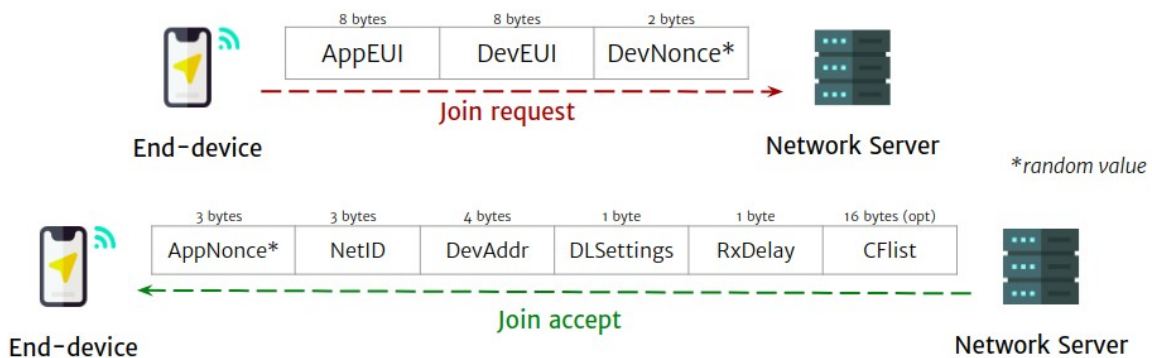 8 bytes 8 bytes 2 bytes
AppEUI DevEUI DevNonce*
Join request
End-device Network Server
*random value
3 bytes 3 bytes 4 bytes 1 byte 1 byte 16 bytes (opt)
AppNonce* NetID DevAddr DLSettings RxDelay CFlist
Join accept
End-device Network Server